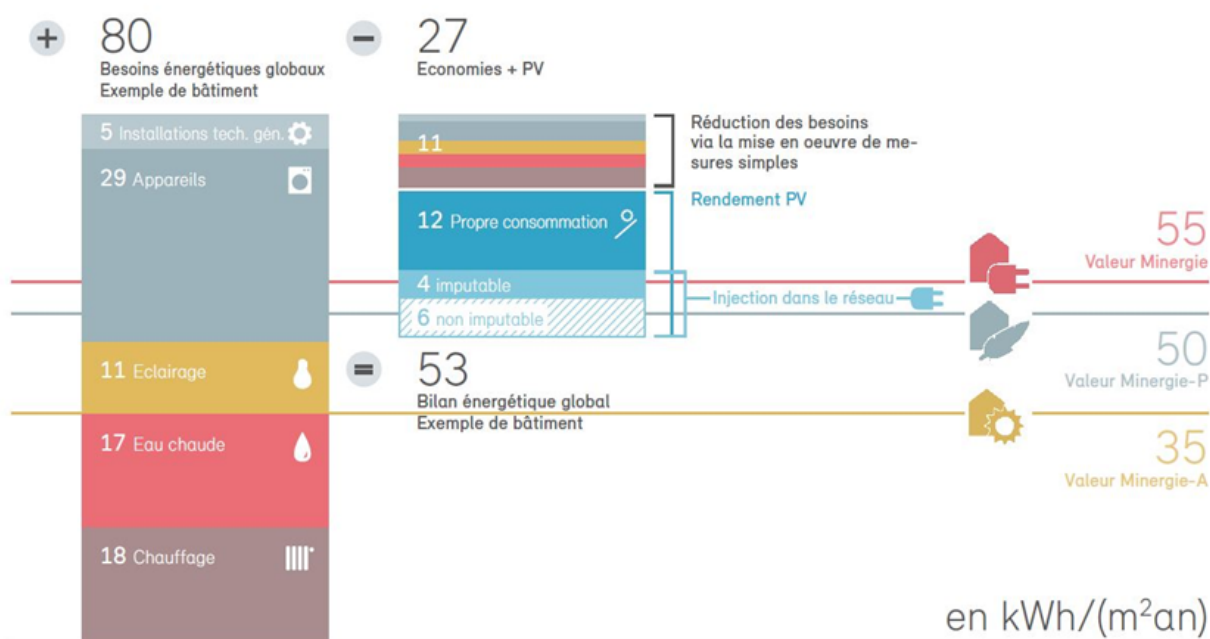 80
Besoins énergétiques globaux
Exemple de bâtiment
5 Installations tech. gén.
29 Appareils
11 Eclairage
17 Eau chaude
18 Chauffage
27
Economies + PV
11
Réduction des besoins
via la mise en oeuvre de me-
sures simples
12 Propre consommation
Rendement PV
4 imputable
6 non imputable
Injection dans le réseau
53
Bilan énergétique global
Exemple de bâtiment
55
Valeur Minergie
50
Valeur Minergie-P
35
Valeur Minergie-A
en kWh/(m²an)